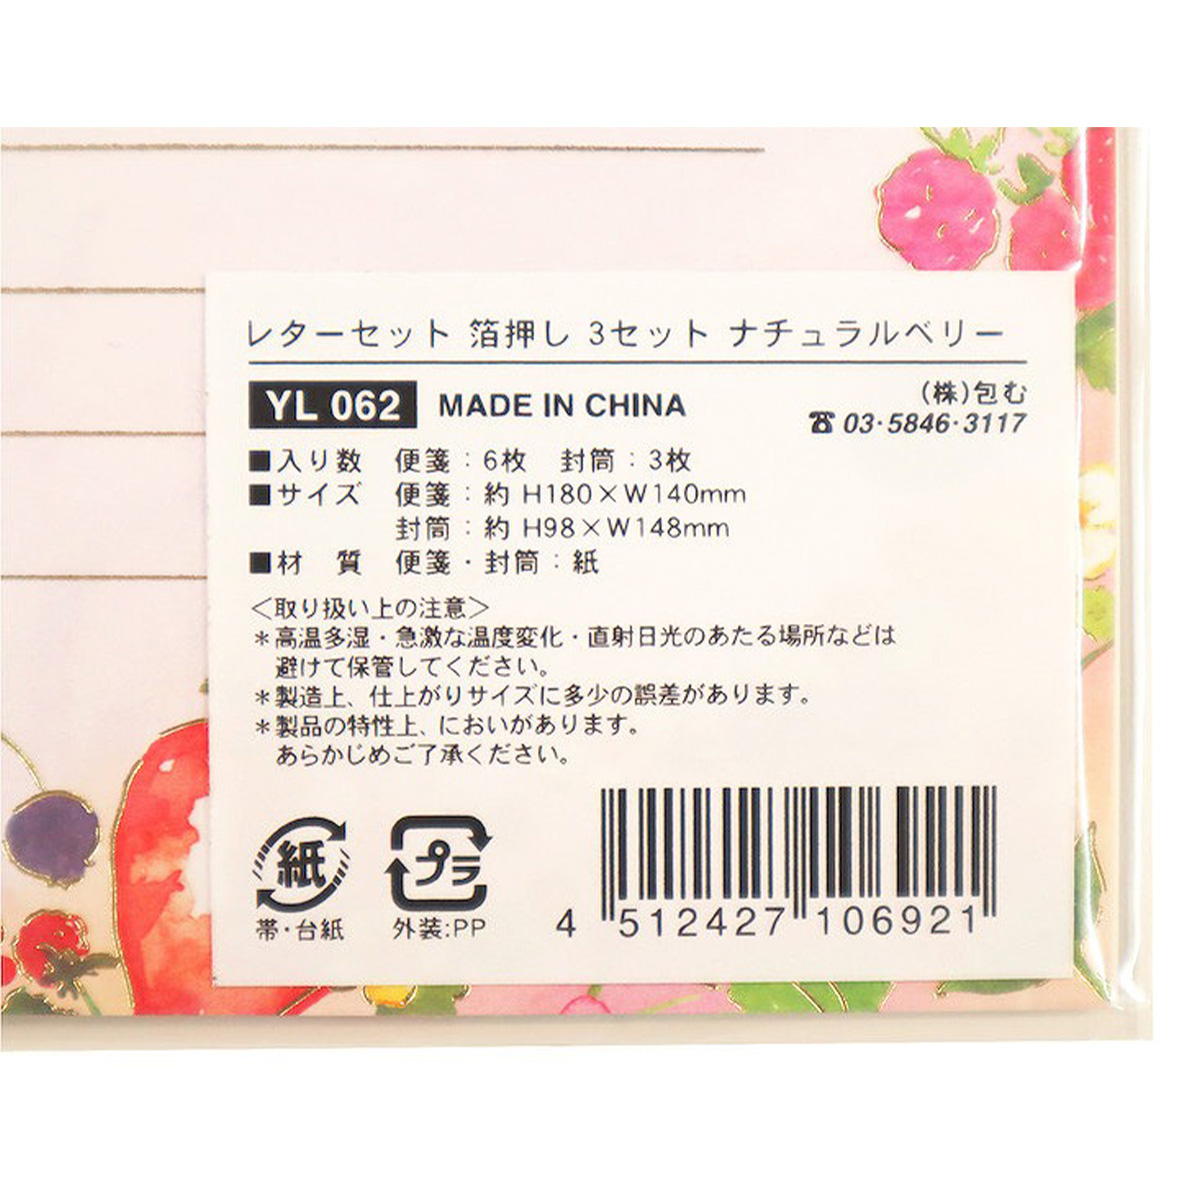 レターセット 箔押し 3セット ナチュラルベリー
YL 062 MADE IN CHINA
(株)包む
☎ 03・5846・3117
■入り数 便箋：6枚 封筒：3枚
■サイズ 便箋：約 H180×W140mm
封筒：約 H98×W148mm
■材 質 便箋・封筒：紙
＜取り扱い上の注意＞
＊高温多湿・急激な温度変化・直射日光のあたる場所などは
避けて保管してください。
＊製造上、仕上がりサイズに多少の誤差があります。
＊製品の特性上、においがあります。
あらかじめご了承ください。
紙
帯・台紙
プラ
外装：PP
4 512427 106921